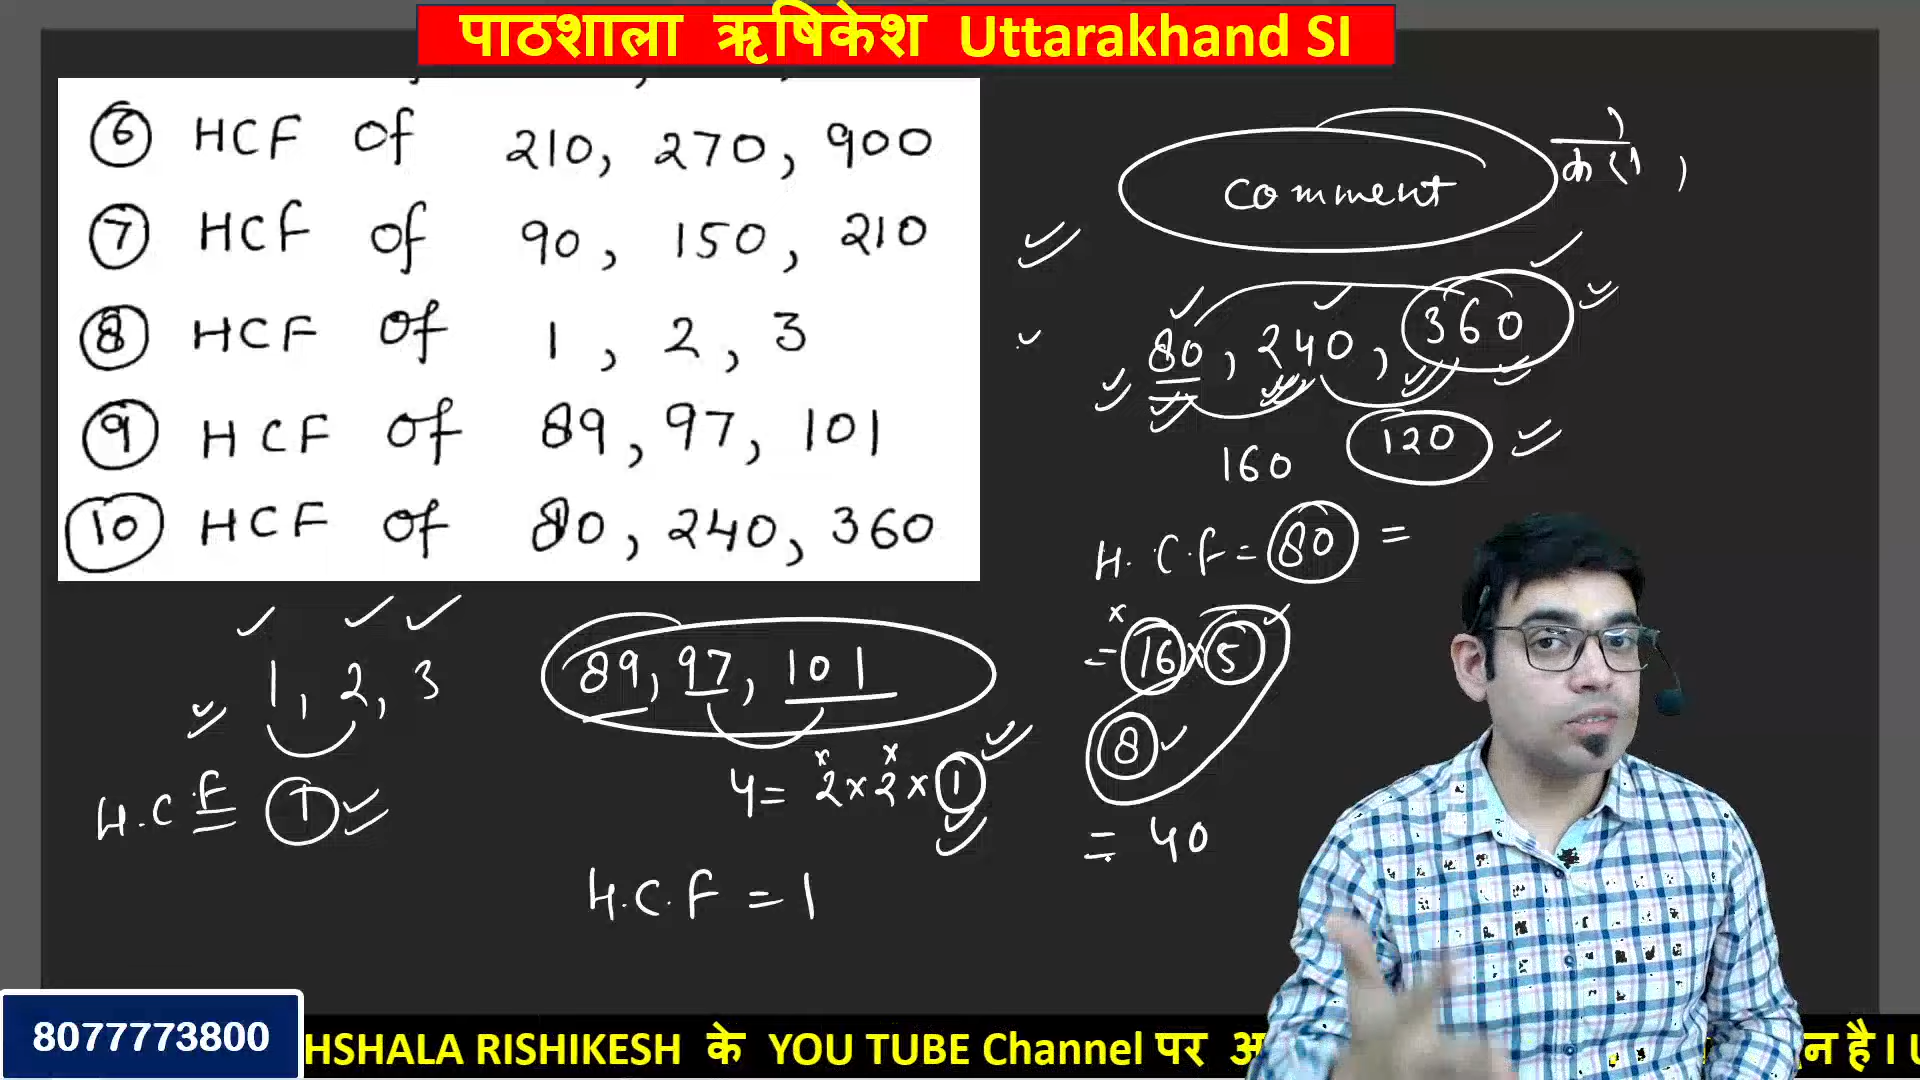 पाठशाला ऋषिकेश Uttarakhand SI
⑥ HCF of 210, 270, 900
⑦ HCF of 90, 150, 210
⑧ HCF of 1, 2, 3
⑨ HCF of 89, 97, 101
⑩ HCF of 80, 240, 360
comment
80, 240, 360
160 120
H.C.F = 80 =
= 16 × 5
8
= 40
1, 2, 3
H.C.F 1
89, 97, 101
4 = 2 × 2 × 1
H.C.F = 1
8077773800
HSHALA RISHIKESH के YOU TUBE Channel पर
न है।